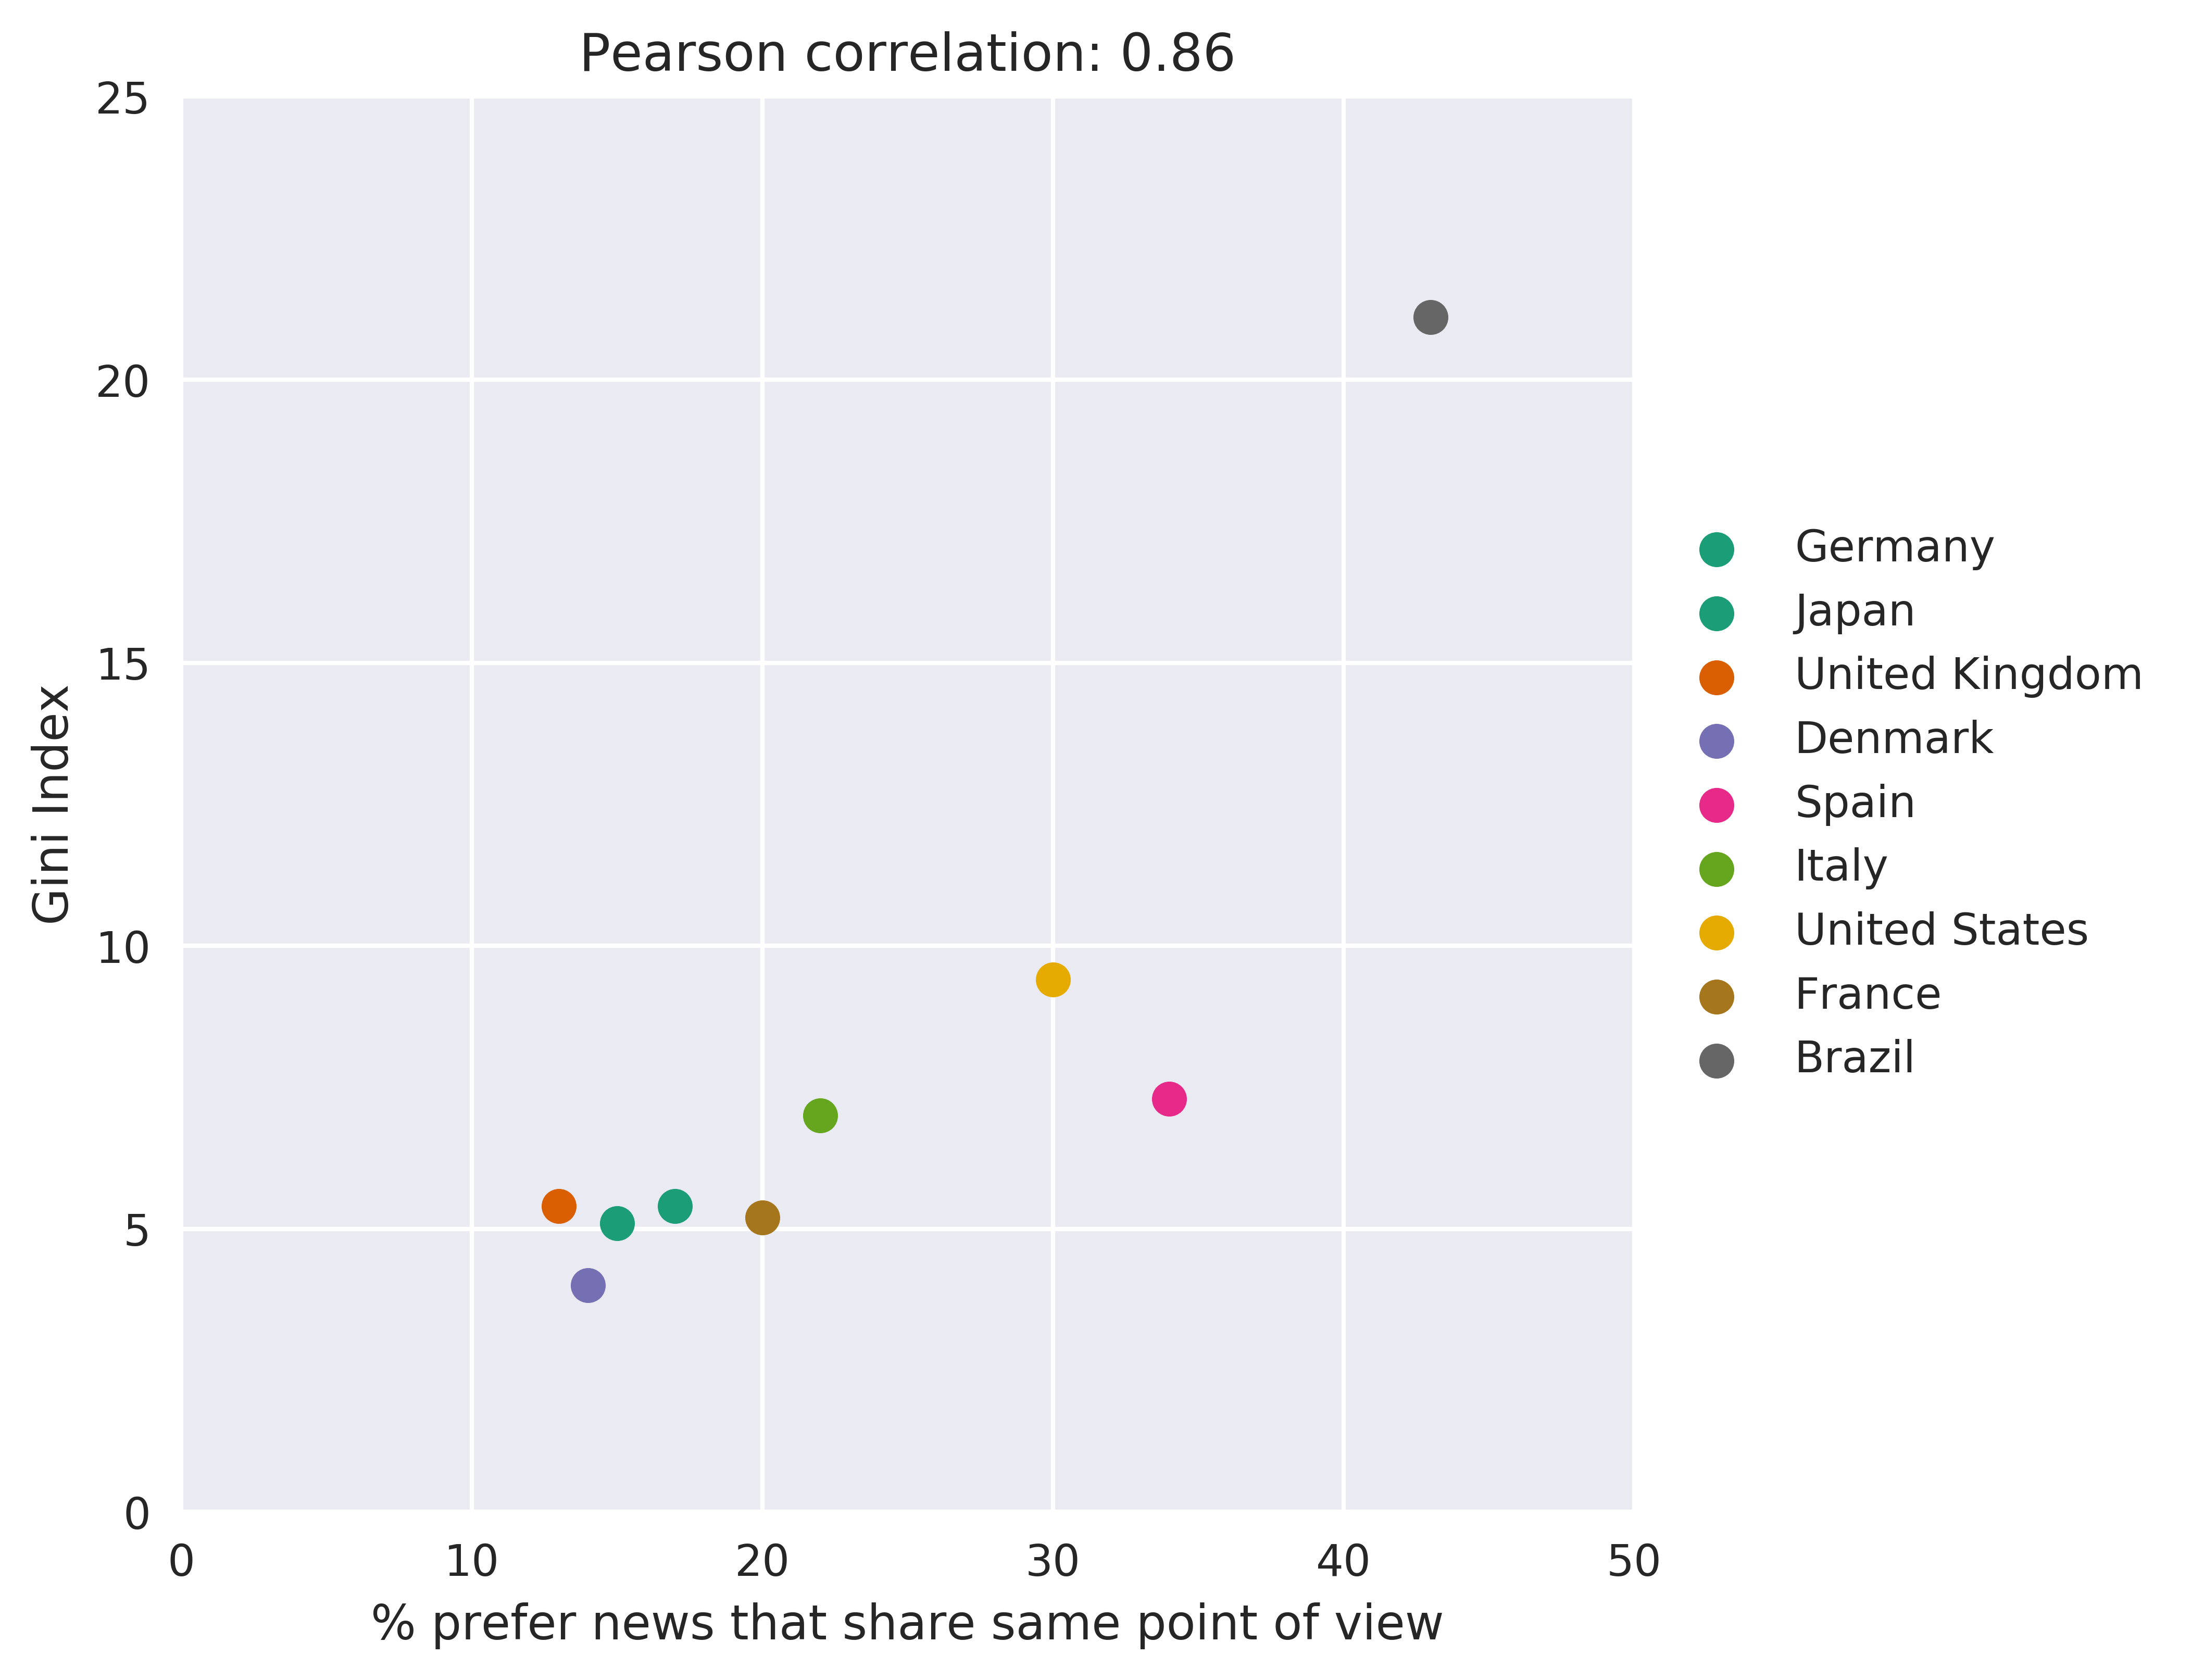 Pearson correlation: 0.86
25
20
15
10
5
0
Gini Index
0 10 20 30 40 50
% prefer news that share same point of view
Germany
Japan
United Kingdom
Denmark
Spain
Italy
United States
France
Brazil